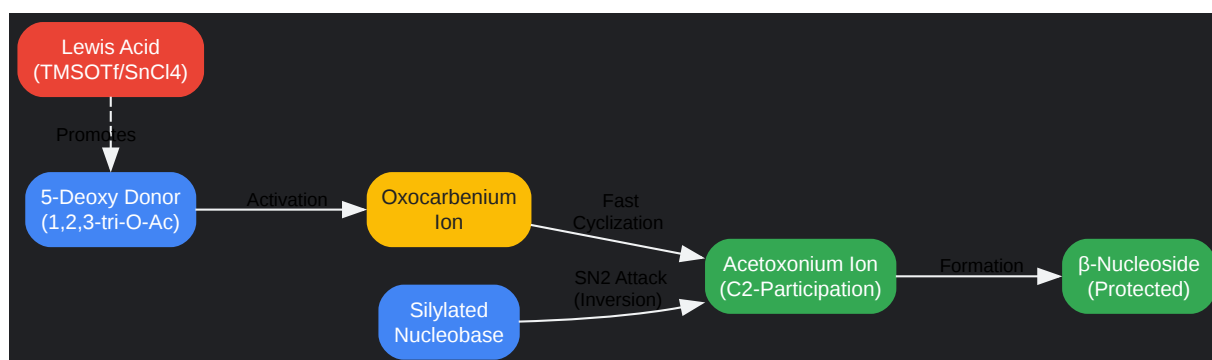 Lewis Acid
(TMSOTf/SnCl4)
Promotes
5-Deoxy Donor
(1,2,3-tri-O-Ac)
Activation
Oxocarbenium
Ion
Fast
Cyclization
Silylated
Nucleobase
SN2 Attack
(Inversion)
Acetoxonium Ion
(C2-Participation)
Formation
β-Nucleoside
(Protected)